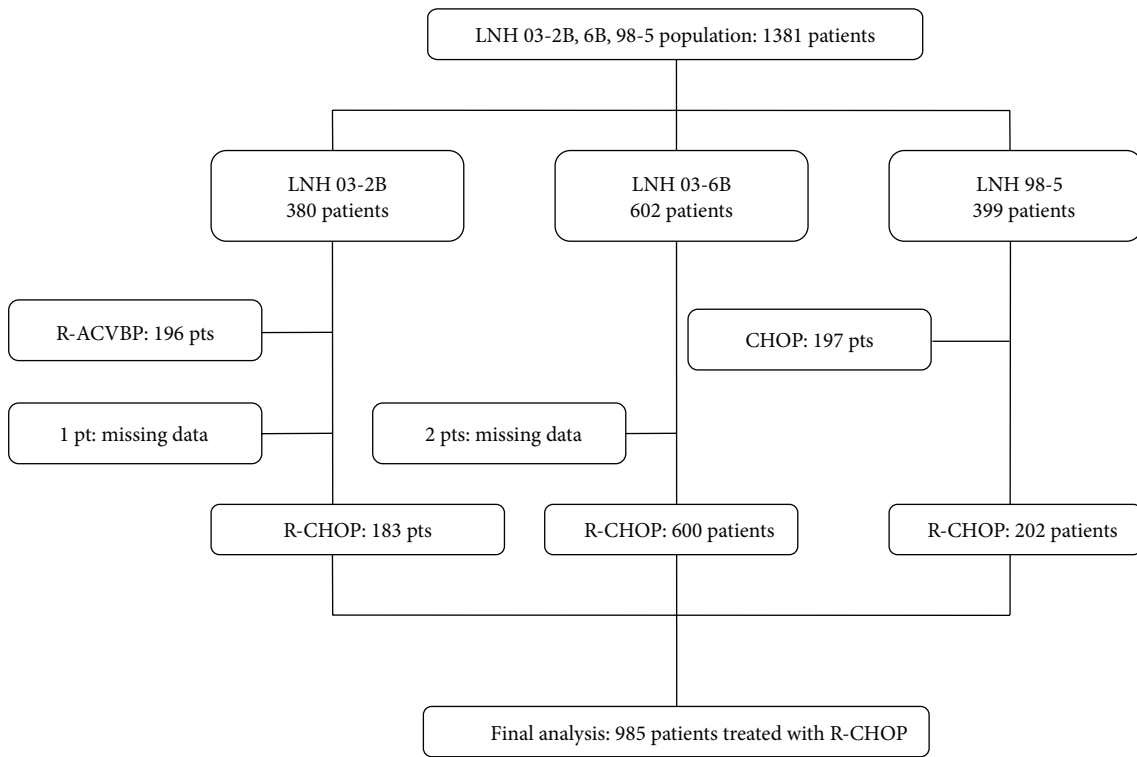 LNH 03-2B, 6B, 98-5 population: 1381 patients
LNH 03-2B
380 patients
LNH 03-6B
602 patients
LNH 98-5
399 patients
R-ACVBP: 196 pts
CHOP: 197 pts
1 pt: missing data
2 pts: missing data
R-CHOP: 183 pts
R-CHOP: 600 patients
R-CHOP: 202 patients
Final analysis: 985 patients treated with R-CHOP